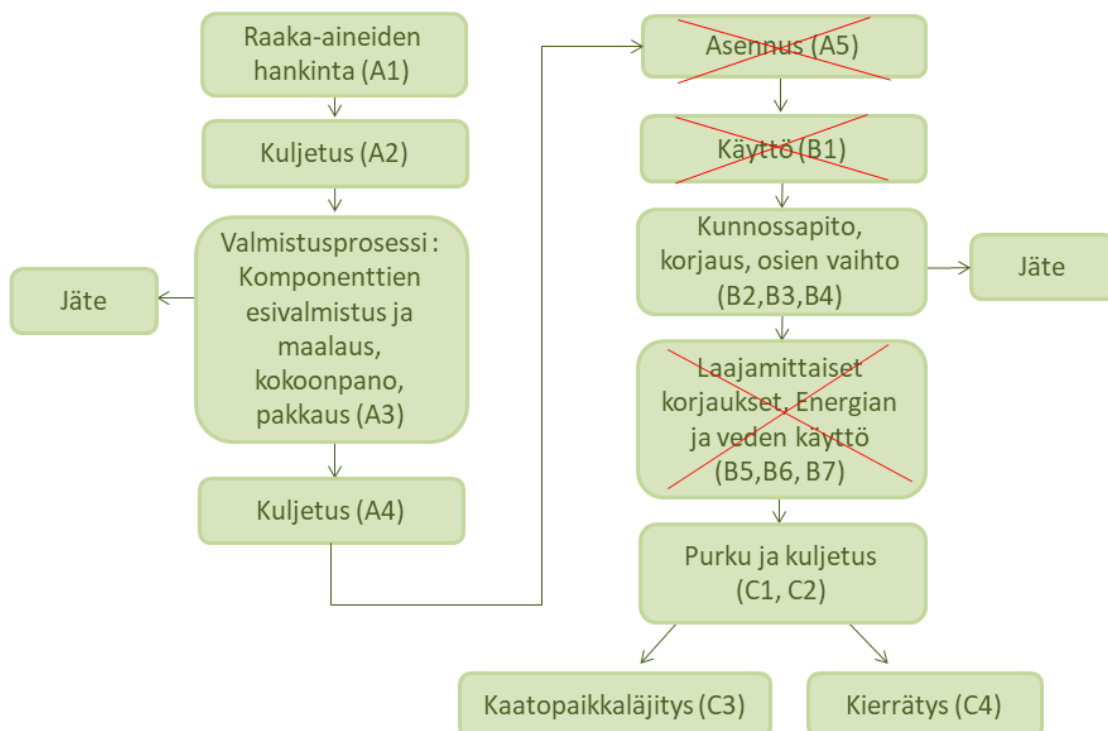 Raaka-aineiden
hankinta (A1)
Kuljetus (A2)
Valmistusprosessi :
Komponenttien
esivalmistus ja
maalaus,
kokoonpano,
pakkaus (A3)
Jäte
Kuljetus (A4)
Asennus (A5)
Käyttö (B1)
Kunnossapito,
korjaus, osien vaihto
(B2,B3,B4)
Jäte
Laajamittaiset
korjaukset, Energian
ja veden käyttö
(B5,B6, B7)
Purku ja kuljetus
(C1, C2)
Kaatopaikkaläjitys (C3)
Kierrätys (C4)